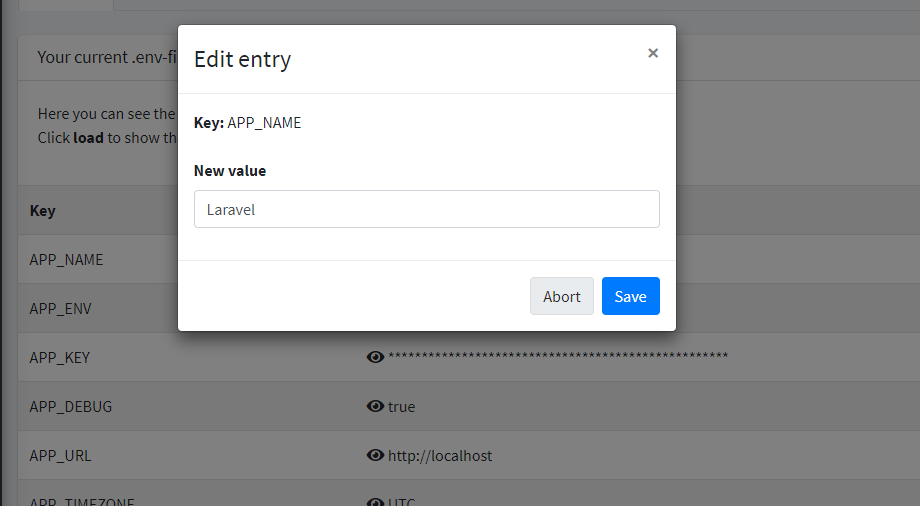 Edit entry
×
Your current .env-fi
Key: APP_NAME
Here you can see the
Click load to show th
New value
Laravel
Key
Abort
Save
APP_NAME
APP_ENV
APP_KEY
****************************************************
APP_DEBUG
true
APP_URL
http://localhost
APP_TIMEZONE
UTC